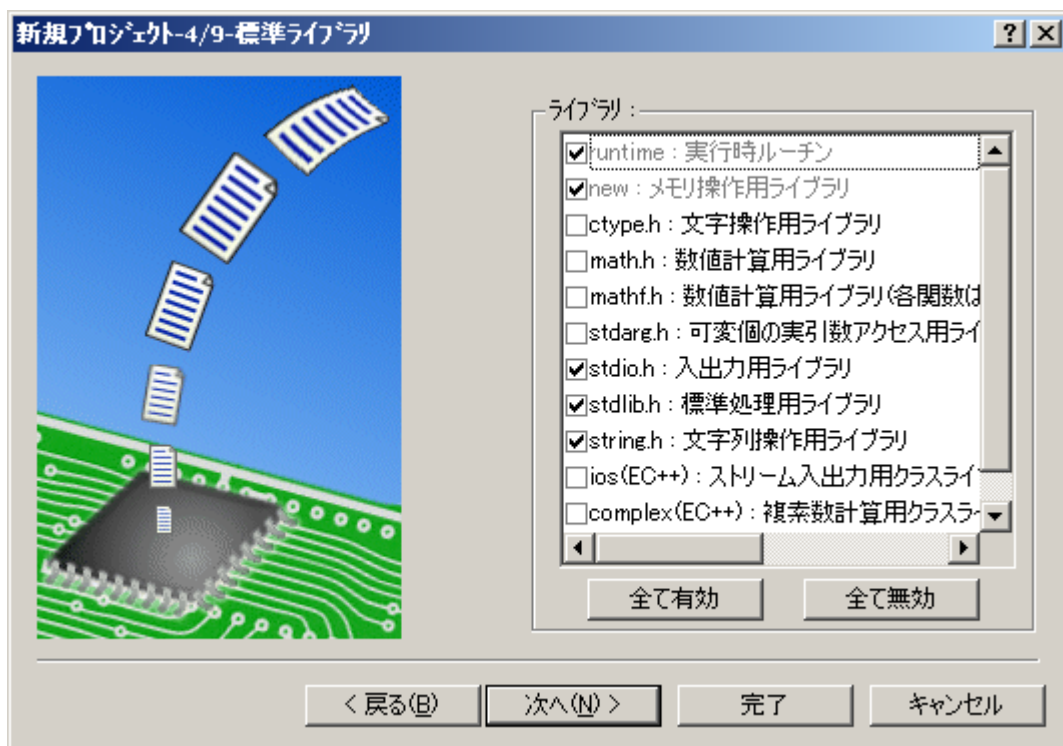 新規ﾌﾟﾛｼﾞｪｸﾄ-4/9-標準ﾗｲﾌﾞﾗﾘ
ﾗｲﾌﾞﾗﾘ :
runtime : 実行時ルーチン
new : メモリ操作用ライブラリ
ctype.h : 文字操作用ライブラリ
math.h : 数値計算用ライブラリ
mathf.h : 数値計算用ライブラリ(各関数は
stdarg.h : 可変個の実引数アクセス用ライ
stdio.h : 入出力用ライブラリ
stdlib.h : 標準処理用ライブラリ
string.h : 文字列操作用ライブラリ
ios(EC++) : ストリーム入出力用クラスライ
complex(EC++) : 複素数計算用クラスラ
全て有効 全て無効
< 戻る(B) 次へ(N) > 完了 キャンセル